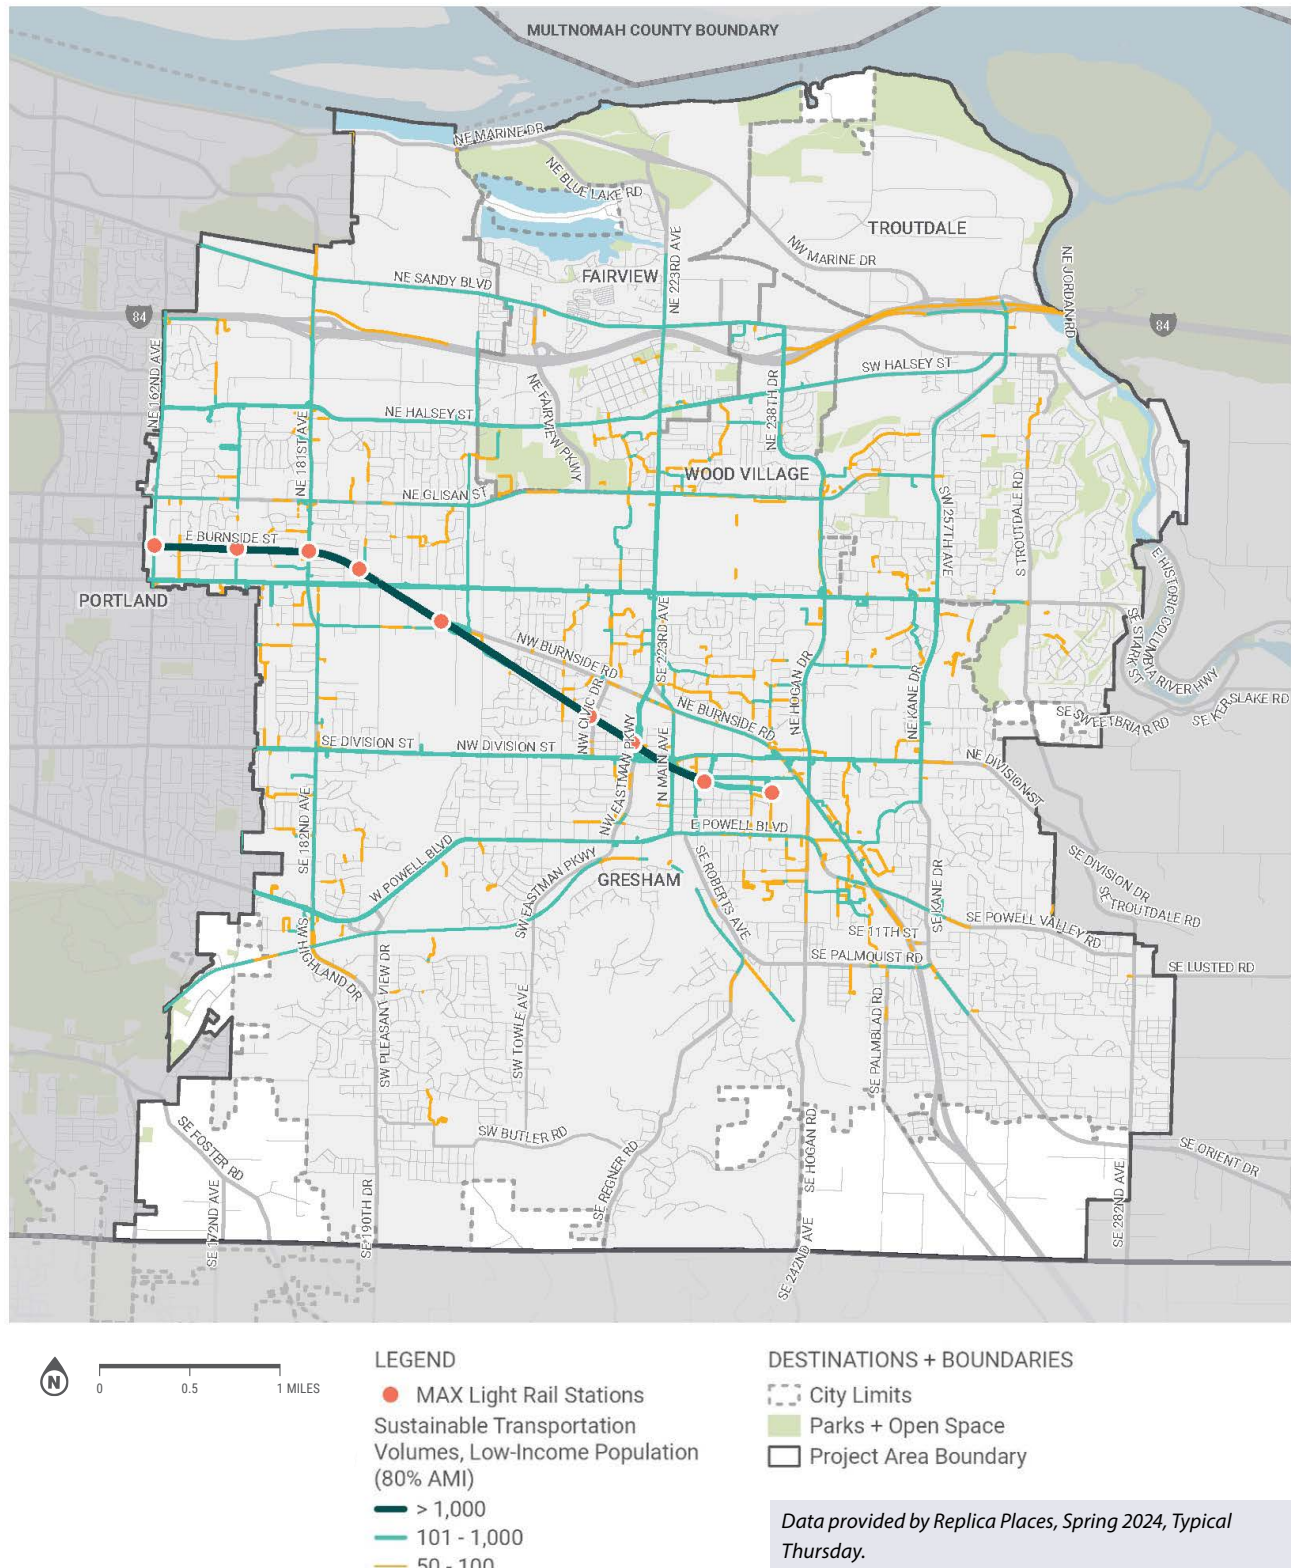 MULTNOMAH COUNTY BOUNDARY
NE MARINE DR
NE BLUE LAKE RD
TROUTDALE
NE 223RD AVE
NW MARINE DR
NE JORDAN RD
FAIRVIEW
NE SANDY BLVD
84
84
NE 162ND AVE
SW HALSEY ST
NE FAIRVIEW PKWY
NE 238TH DR
NE HALSEY ST
NE 181ST AVE
WOOD VILLAGE
NE GLISAN ST
SW 257TH AVE
S TROUTDALE RD
E BURNSIDE ST
E HISTORIC COLUMBIA RIVER HWY
PORTLAND
SE STARK ST
NW BURNSIDE RD
SE 223RD AVE
NE HOGAN DR
NE KANE DR
SE KERSLAKE RD
SE SWEETBRIAR RD
NW CIVIC DR
NE BURNSIDE RD
SE DIVISION ST
NW DIVISION ST
NW EASTMAN PKWY
N MAIN AVE
NE DIVISION ST
SE 182ND AVE
E POWELL BLVD
W POWELL BLVD
SE DIVISION DR
SE TROUTDALE RD
SW EASTMAN PKWY
GRESHAM
SE ROBERTS AVE
SE KANE DR
SE POWELL VALLEY RD
SE 11TH ST
SW HIGHLAND DR
SE PALMQUIST RD
SE LUSTED RD
SW PLEASANT VIEW DR
SW TOWLE AVE
SE PALMBLAD RD
SE FOSTER RD
SW BUTLER RD
SE HOGAN RD
SE REGNER RD
SE ORIENT DR
SE 172ND AVE
SE 190TH DR
SE 242ND AVE
SE 282ND AVE
N
0 0.5 1 MILES
LEGEND
MAX Light Rail Stations
Sustainable Transportation
Volumes, Low-Income Population
(80% AMI)
> 1,000
101 - 1,000
50 - 100
DESTINATIONS + BOUNDARIES
City Limits
Parks + Open Space
Project Area Boundary
Data provided by Replica Places, Spring 2024, Typical
Thursday.